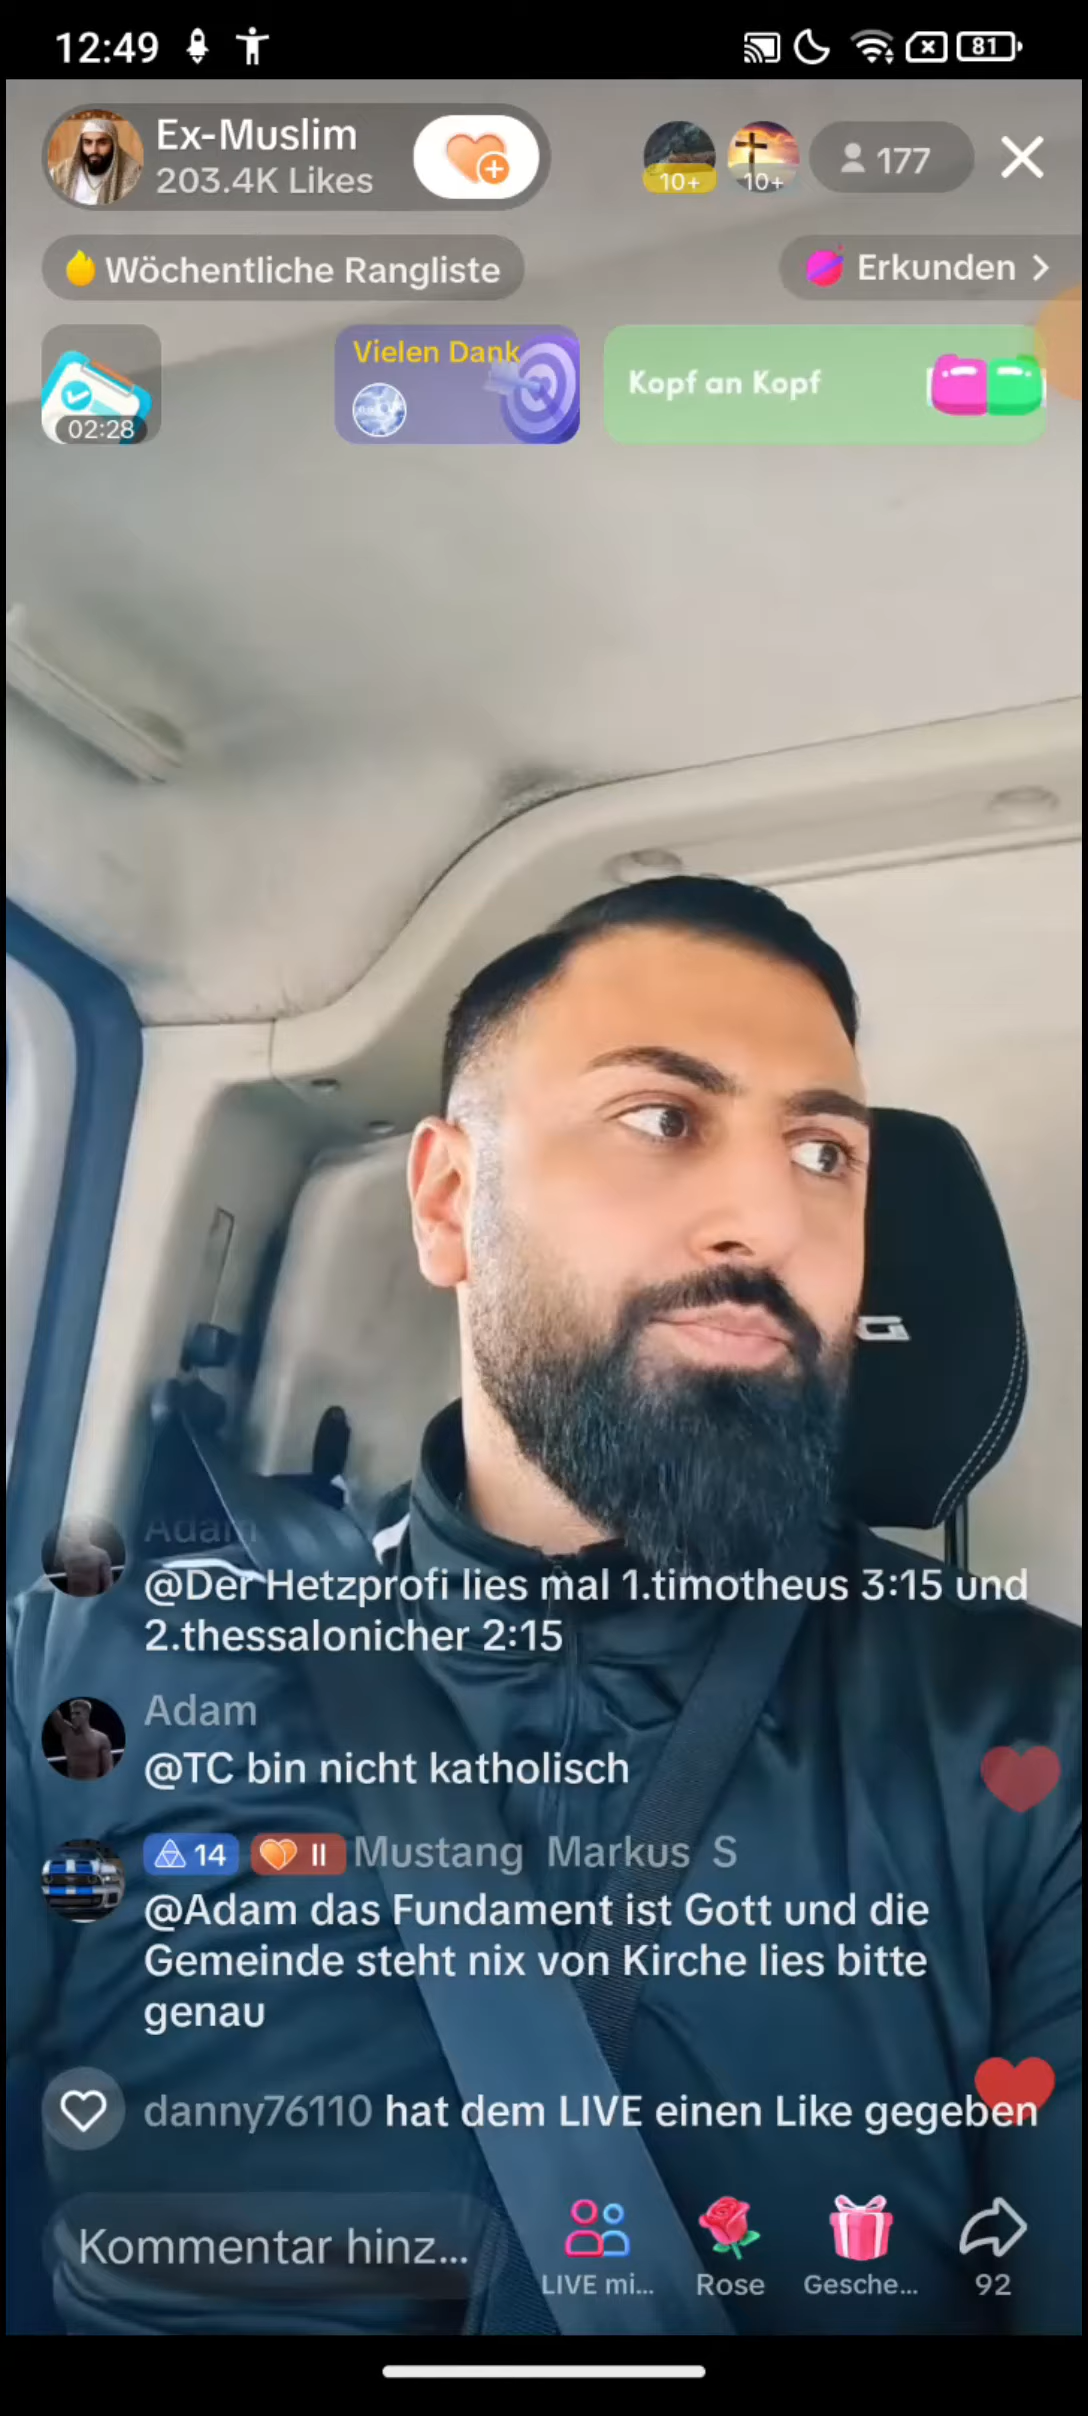 12:49
81
Ex-Muslim
203.4K Likes
10+
10+
177
Wöchentliche Rangliste
Erkunden
02:28
Vielen Dank
Kopf an Kopf
G
Adam
@Der Hetzprofi lies mal 1.timotheus 3:15 und
2.thessalonicher 2:15
Adam
@TC bin nicht katholisch
14 II Mustang Markus S
@Adam das Fundament ist Gott und die
Gemeinde steht nix von Kirche lies bitte
genau
danny76110 hat dem LIVE einen Like gegeben
Kommentar hinz...
LIVE mi...
Rose
Gesche...
92